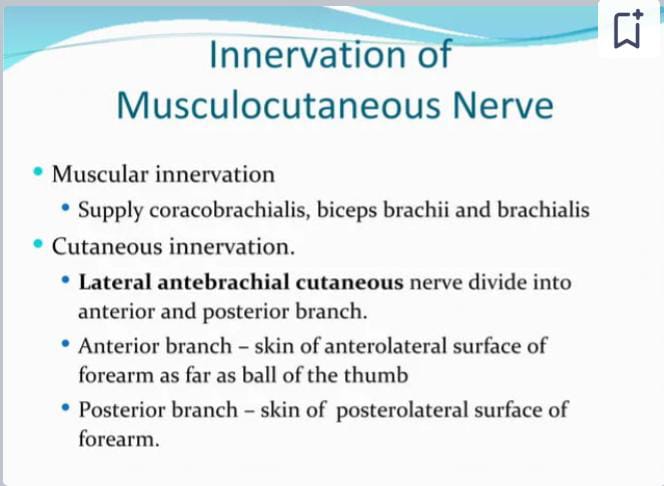 Innervation of
Musculocutaneous Nerve
• Muscular innervation
• Supply coracobrachialis, biceps brachii and brachialis
• Cutaneous innervation.
• Lateral antebrachial cutaneous nerve divide into
anterior and posterior branch.
• Anterior branch – skin of anterolateral surface of
forearm as far as ball of the thumb
• Posterior branch – skin of posterolateral surface of
forearm.